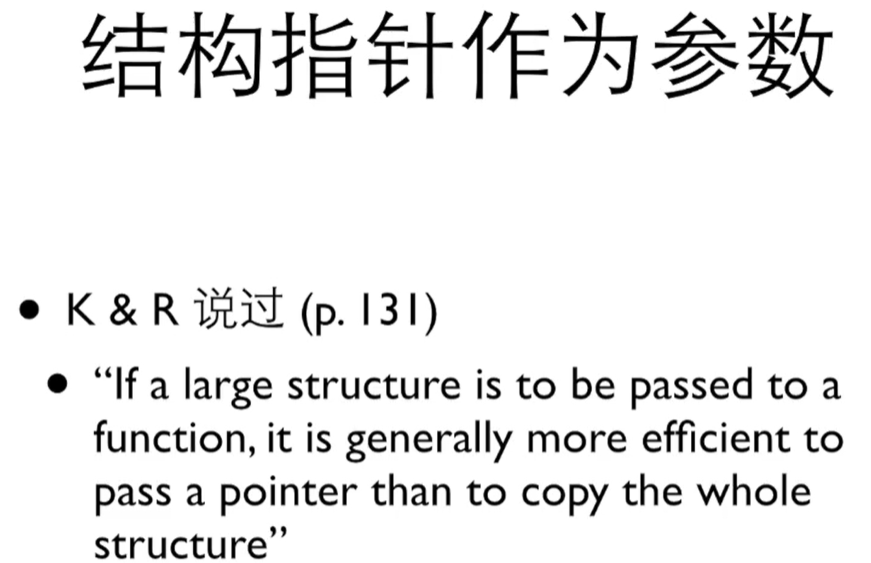 结构指针作为参数
• K & R 说过 (p. 131)
• “If a large structure is to be passed to a
function, it is generally more efficient to
pass a pointer than to copy the whole
structure”